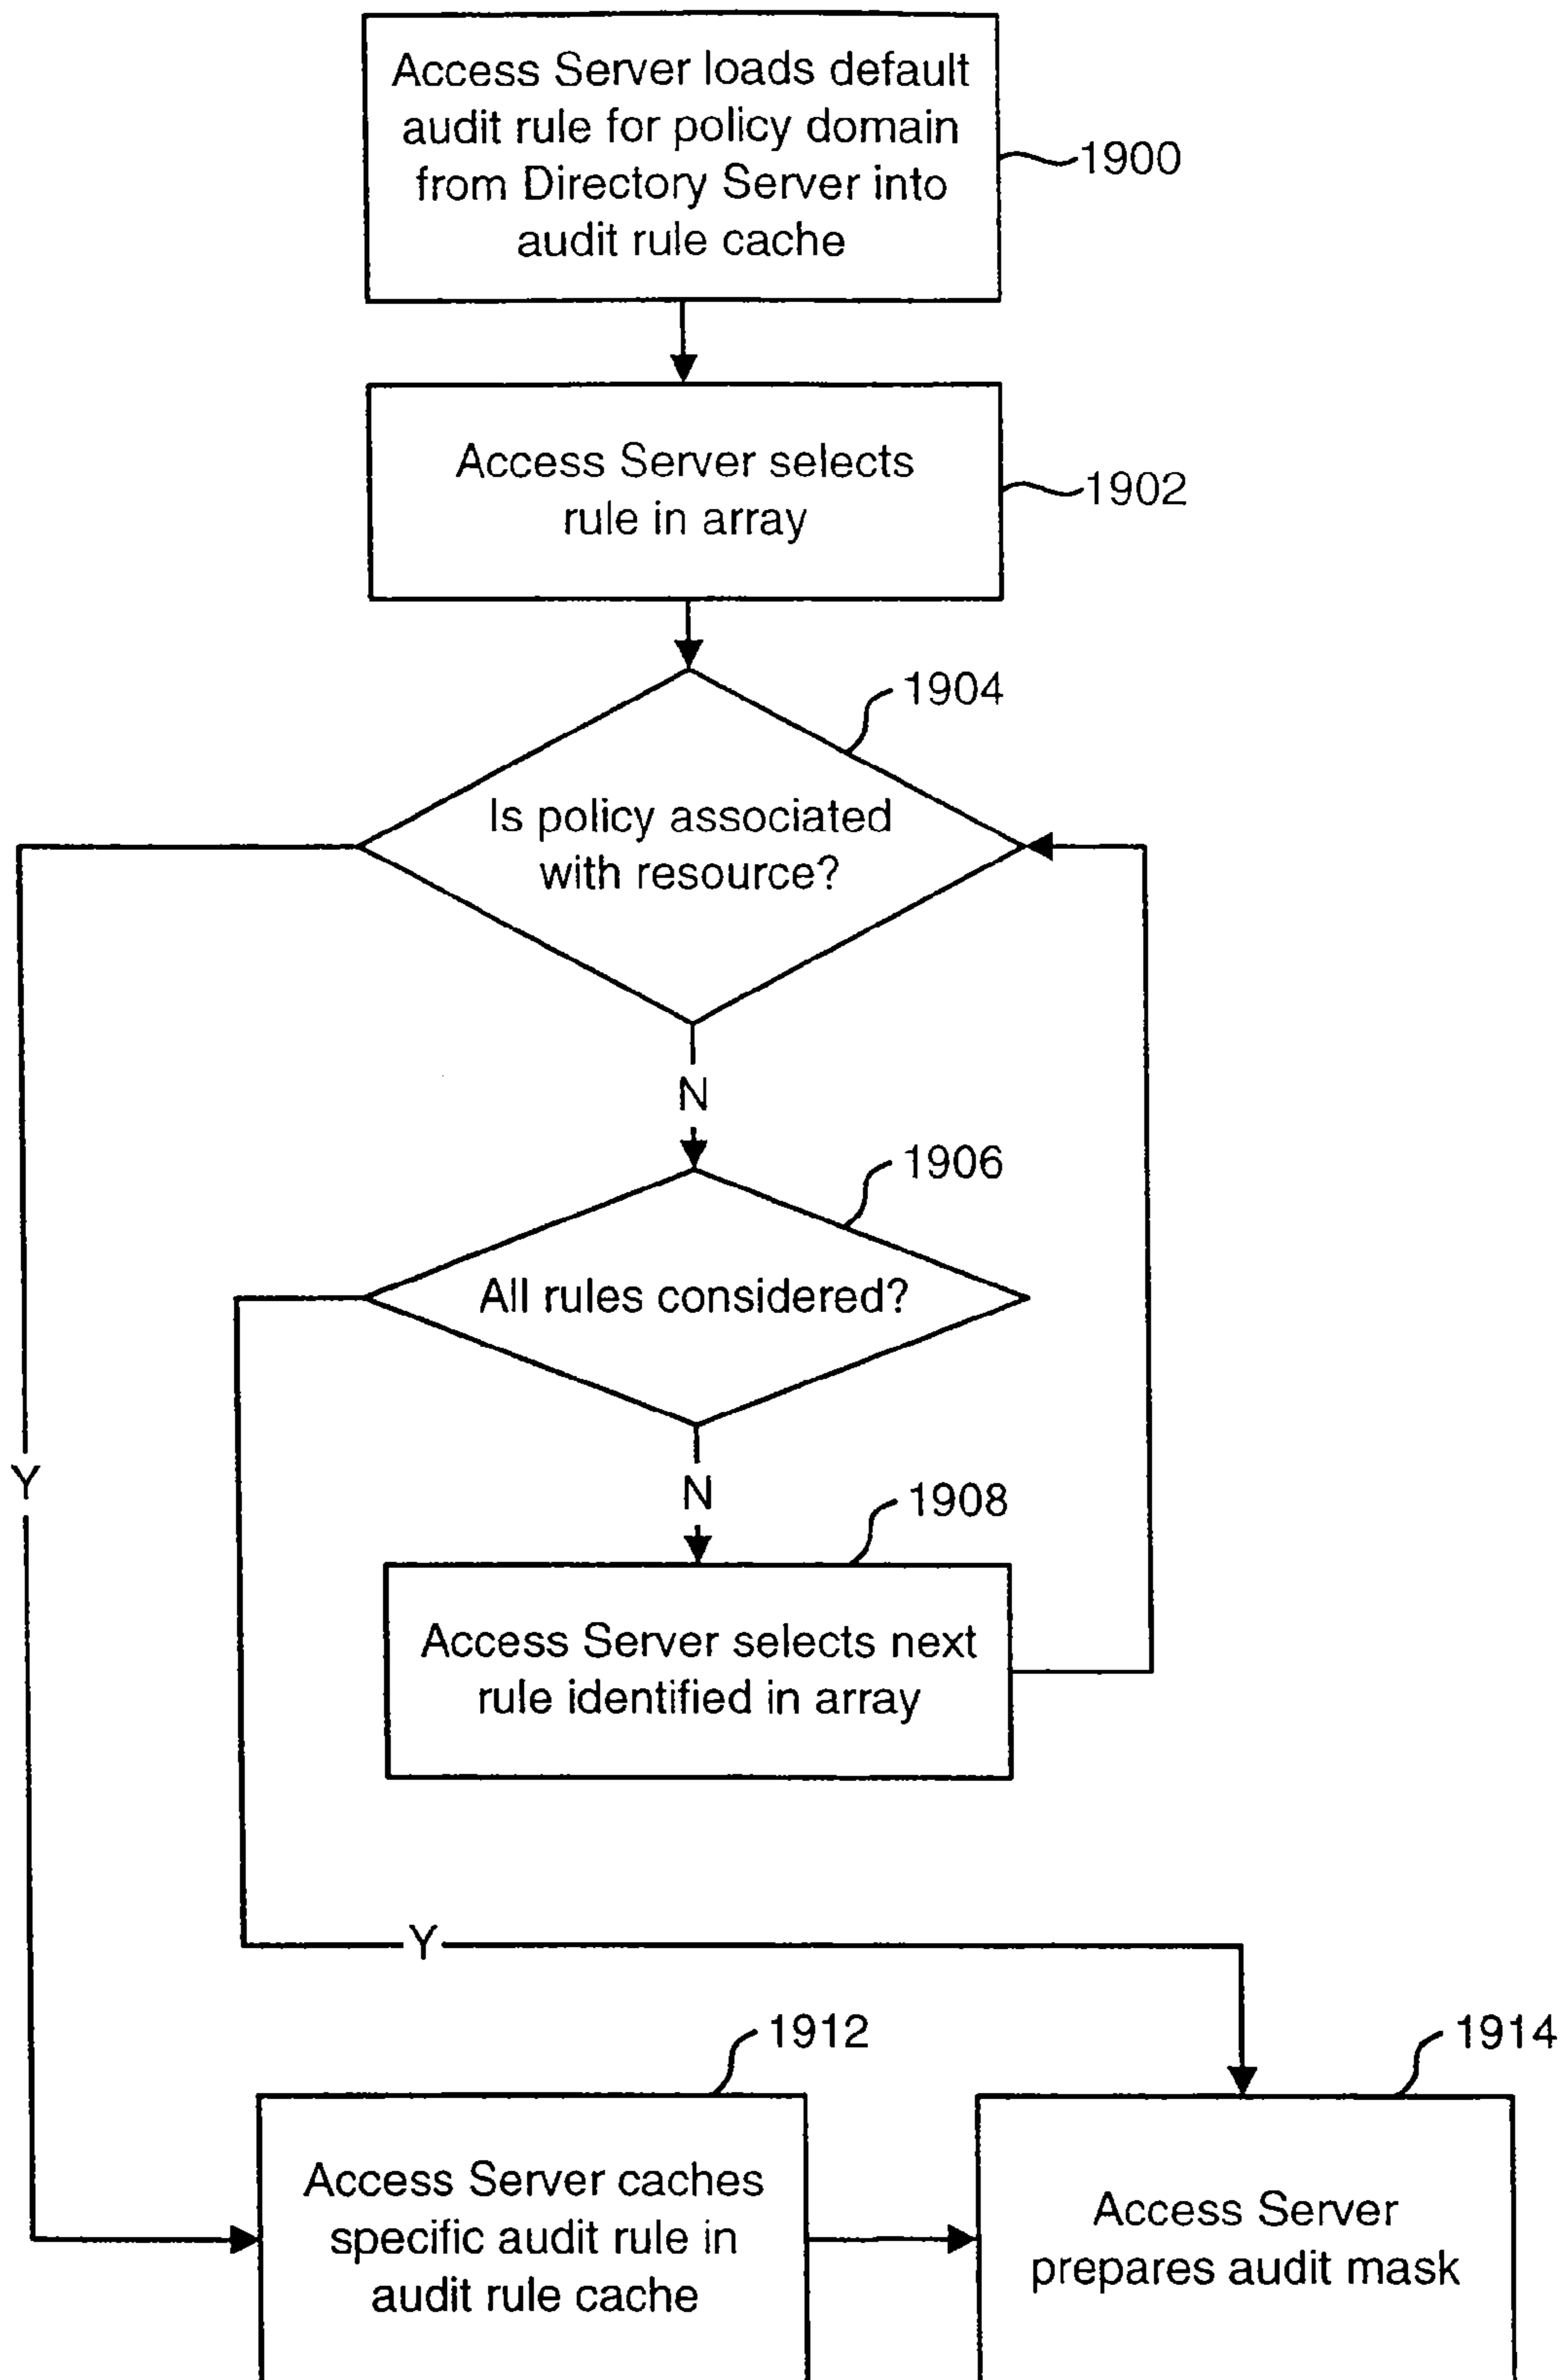 Access Server loads default
audit rule for policy domain
from Directory Server into
audit rule cache
1900
Access Server selects
rule in array
1902
1904
Is policy associated
with resource?
N
1906
All rules considered?
Y
N
1908
Access Server selects next
rule identified in array
Y
1912
1914
Access Server caches
specific audit rule in
audit rule cache
Access Server
prepares audit mask